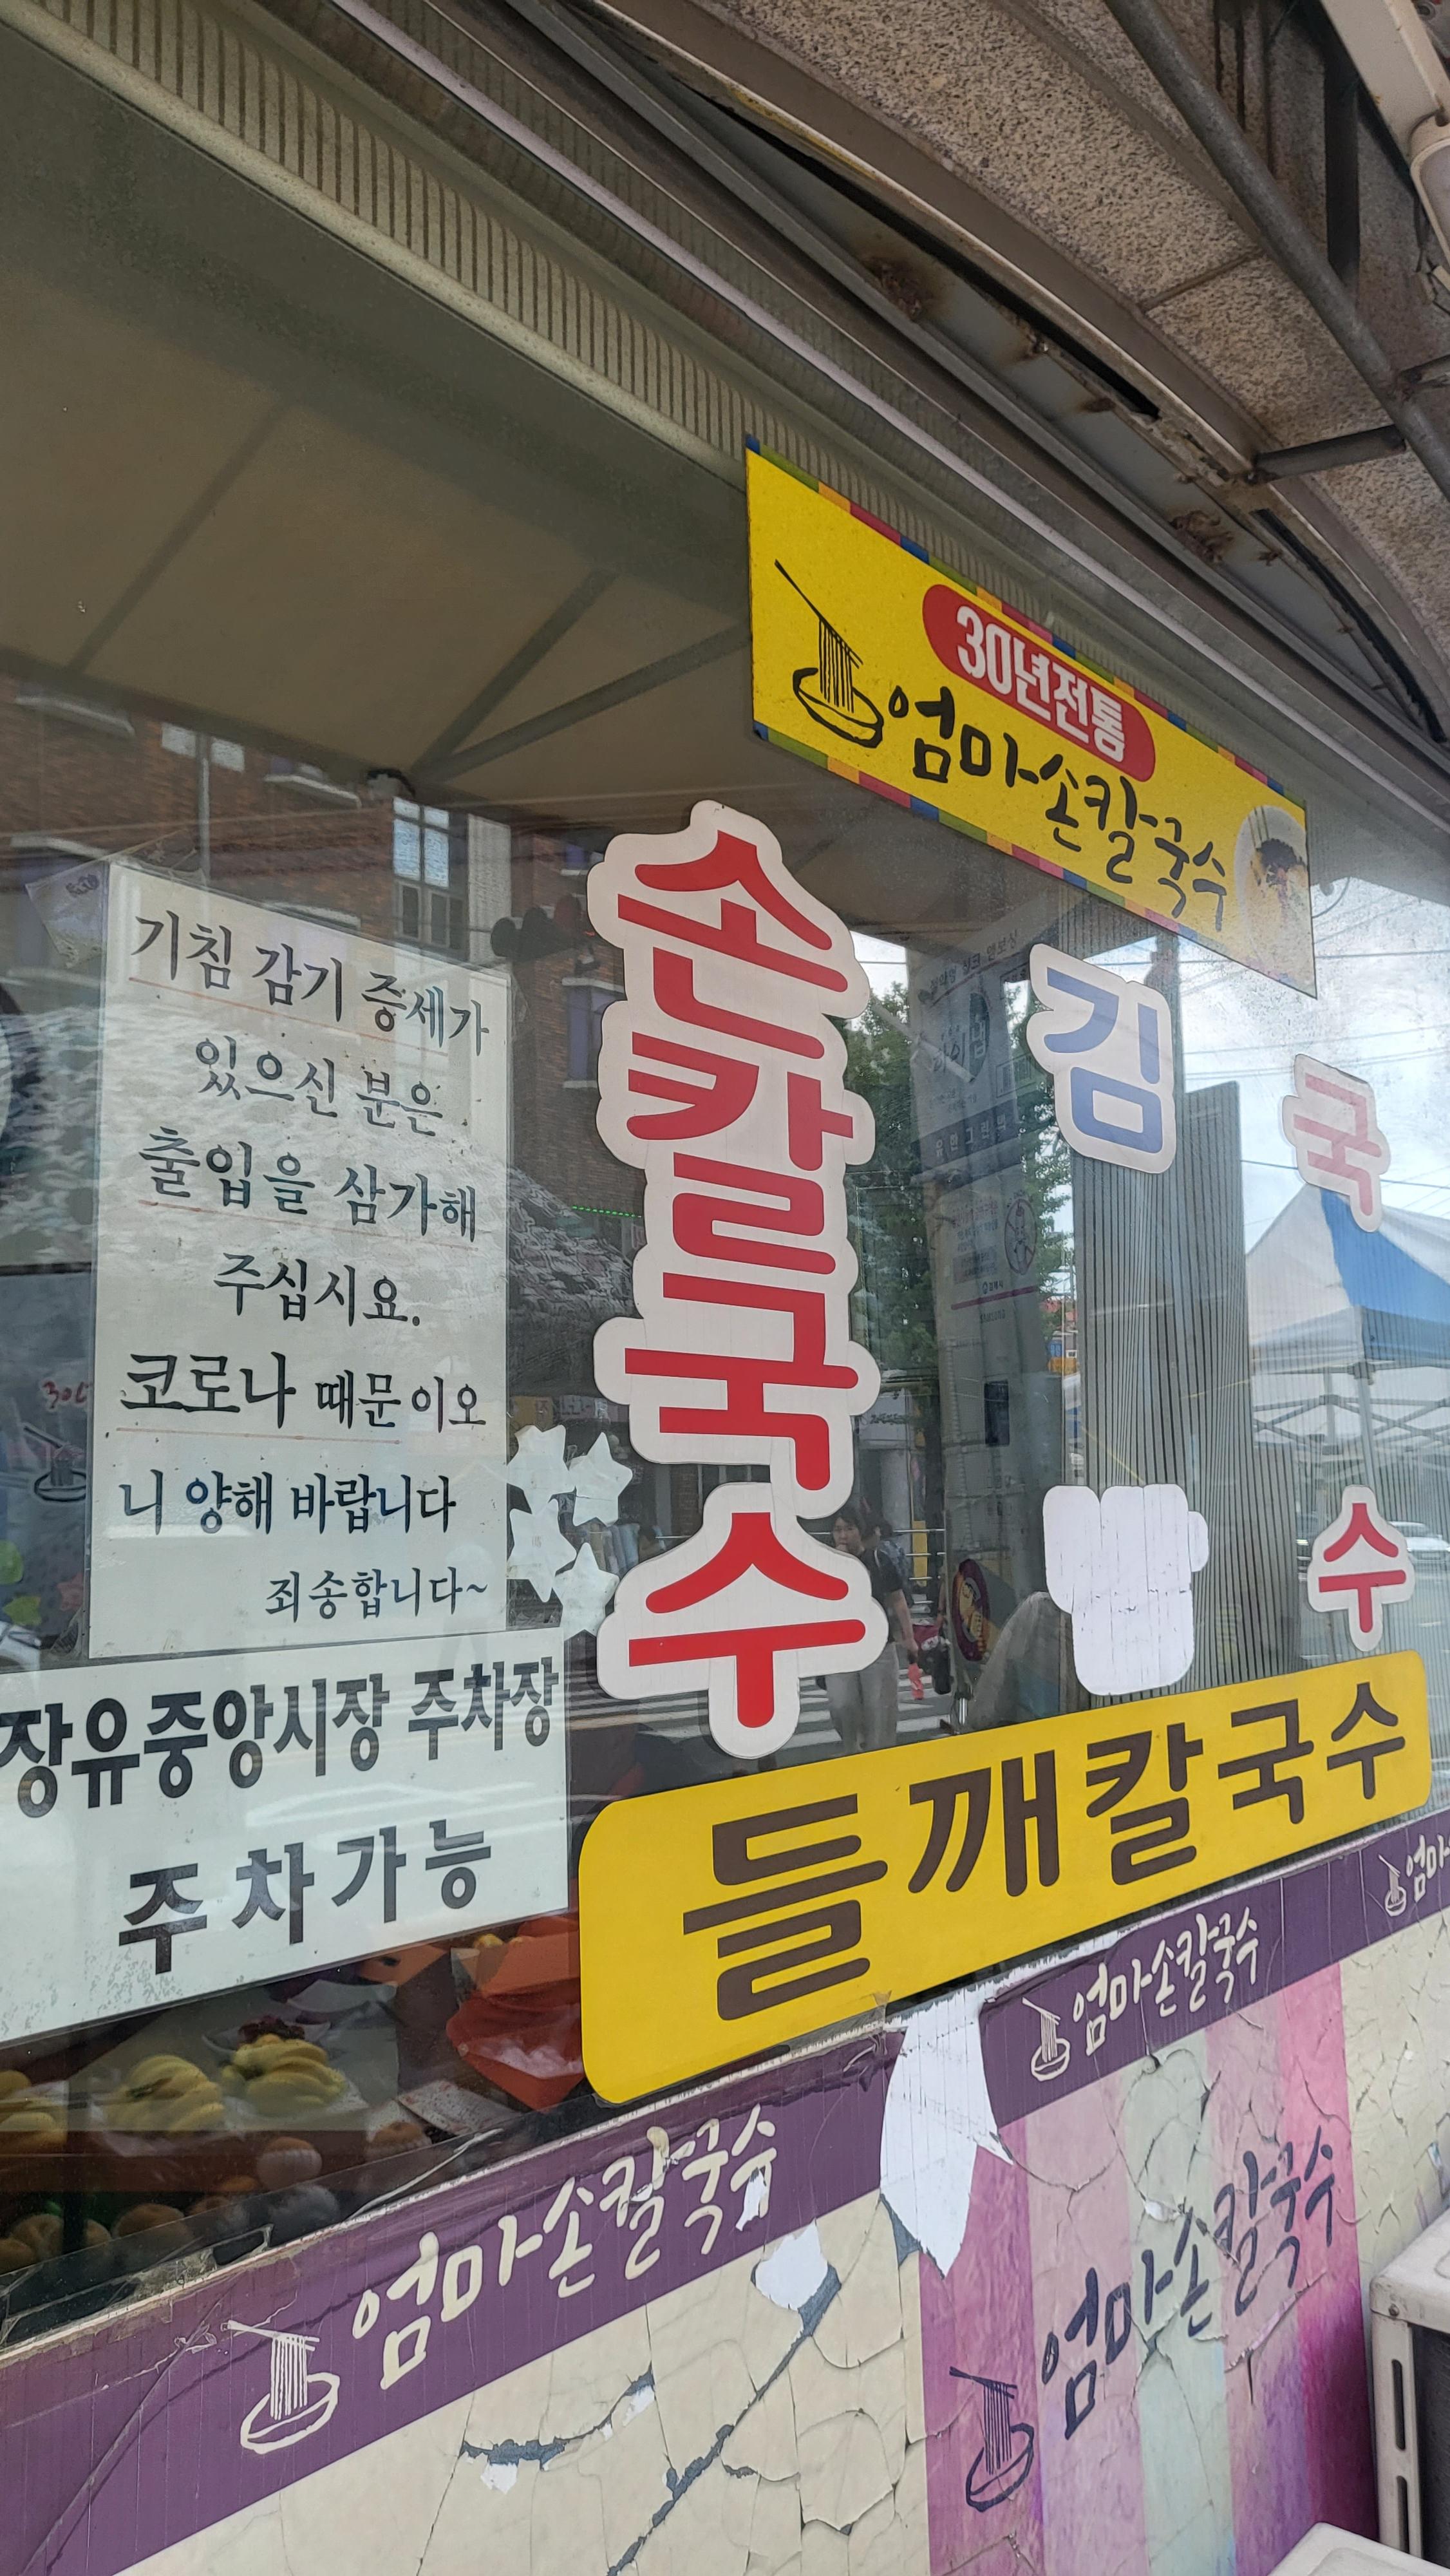 30년전통
엄마손칼국수
기침 감기 증세가
있으신 분은
출입을 삼가해
주십시요.
코로나 때문이오
니 양해 바랍니다
죄송합니다~
장유중앙시장 주차장
주차가능
손칼국수
김
국
수
들깨칼국수
엄마손칼국수
엄마손칼국수
엄마
엄마손칼국수